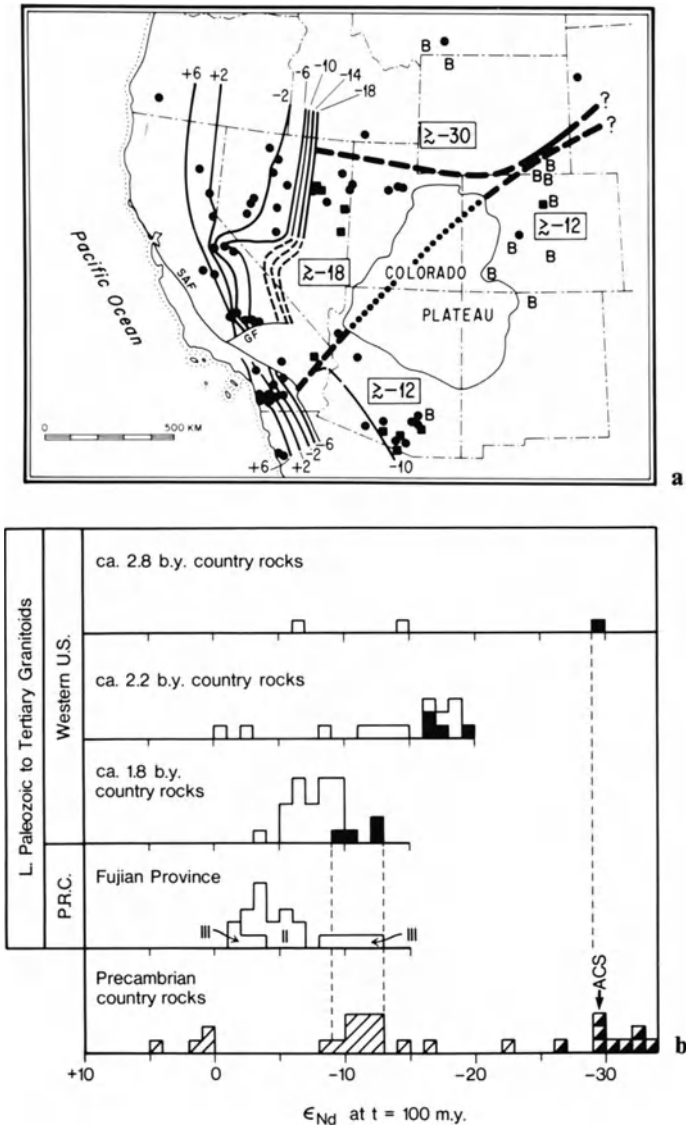 +6
+2
-2
-6
-10
-14
-18
B
B
?
?
≳-30
B
B
B
≳-12
B
B
B
B
≳-18
COLORADO
PLATEAU
Pacific Ocean
SAF
GF
≳-12
B
0
500 KM
+6
+2
-2
-6
-10
a
L. Paleozoic to Tertiary Granitoids
Western U.S.
P.R.C.
ca. 2.8 b.y. country rocks
ca. 2.2 b.y. country rocks
ca. 1.8 b.y.
country rocks
Fujian Province
III
II
III
Precambrian
country rocks
ACS
b
+10
0
-10
-20
-30
εNd at t = 100 m.y.